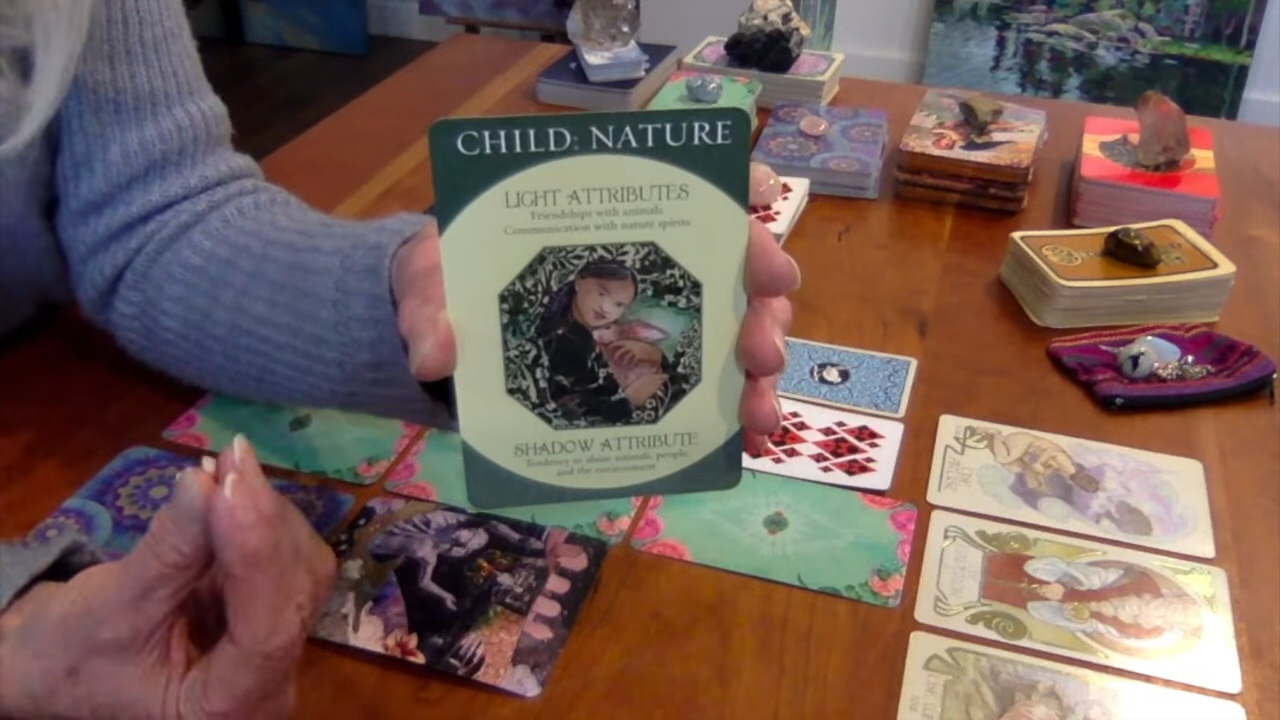 CHILD: NATURE
LIGHT ATTRIBUTES
Friendships with animals
Communication with nature spirits
SHADOW ATTRIBUTE
Tendency to abuse animals, people,
and the environment